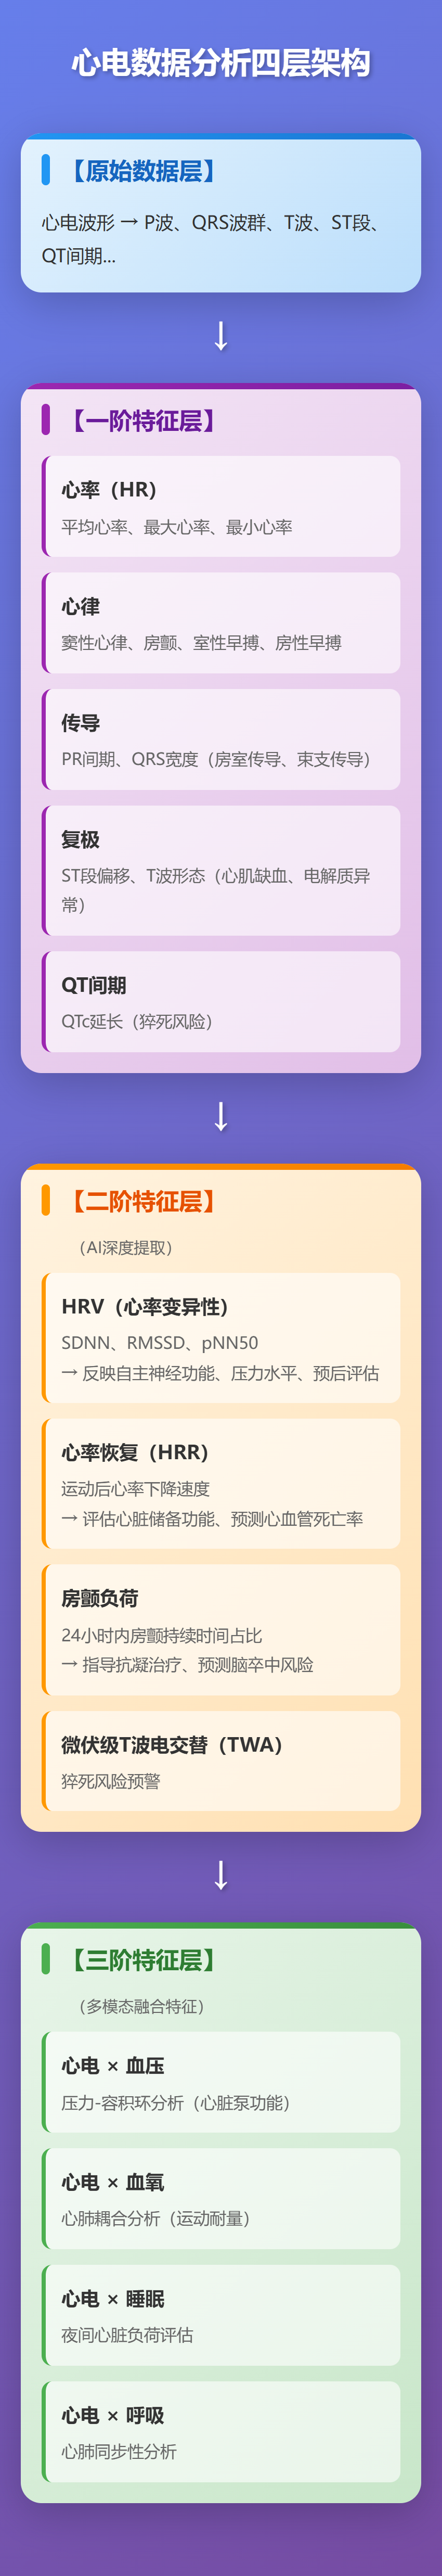 心电数据分析四层架构
【原始数据层】
心电波形 → P波、QRS波群、T波、ST段、
QT间期...
↓
【一阶特征层】
心率（HR）
平均心率、最大心率、最小心率
心律
窦性心律、房颤、室性早搏、房性早搏
传导
PR间期、QRS宽度（房室传导、束支传导）
复极
ST段偏移、T波形态（心肌缺血、电解质异
常）
QT间期
QTc延长（猝死风险）
↓
【二阶特征层】
（AI深度提取）
HRV（心率变异性）
SDNN、RMSSD、pNN50
→ 反映自主神经功能、压力水平、预后评估
心率恢复（HRR）
运动后心率下降速度
→ 评估心脏储备功能、预测心血管死亡率
房颤负荷
24小时内房颤持续时间占比
→ 指导抗凝治疗、预测脑卒中风险
微伏级T波电交替（TWA）
猝死风险预警
↓
【三阶特征层】
（多模态融合特征）
心电 × 血压
压力-容积环分析（心脏泵功能）
心电 × 血氧
心肺耦合分析（运动耐量）
心电 × 睡眠
夜间心脏负荷评估
心电 × 呼吸
心肺同步性分析